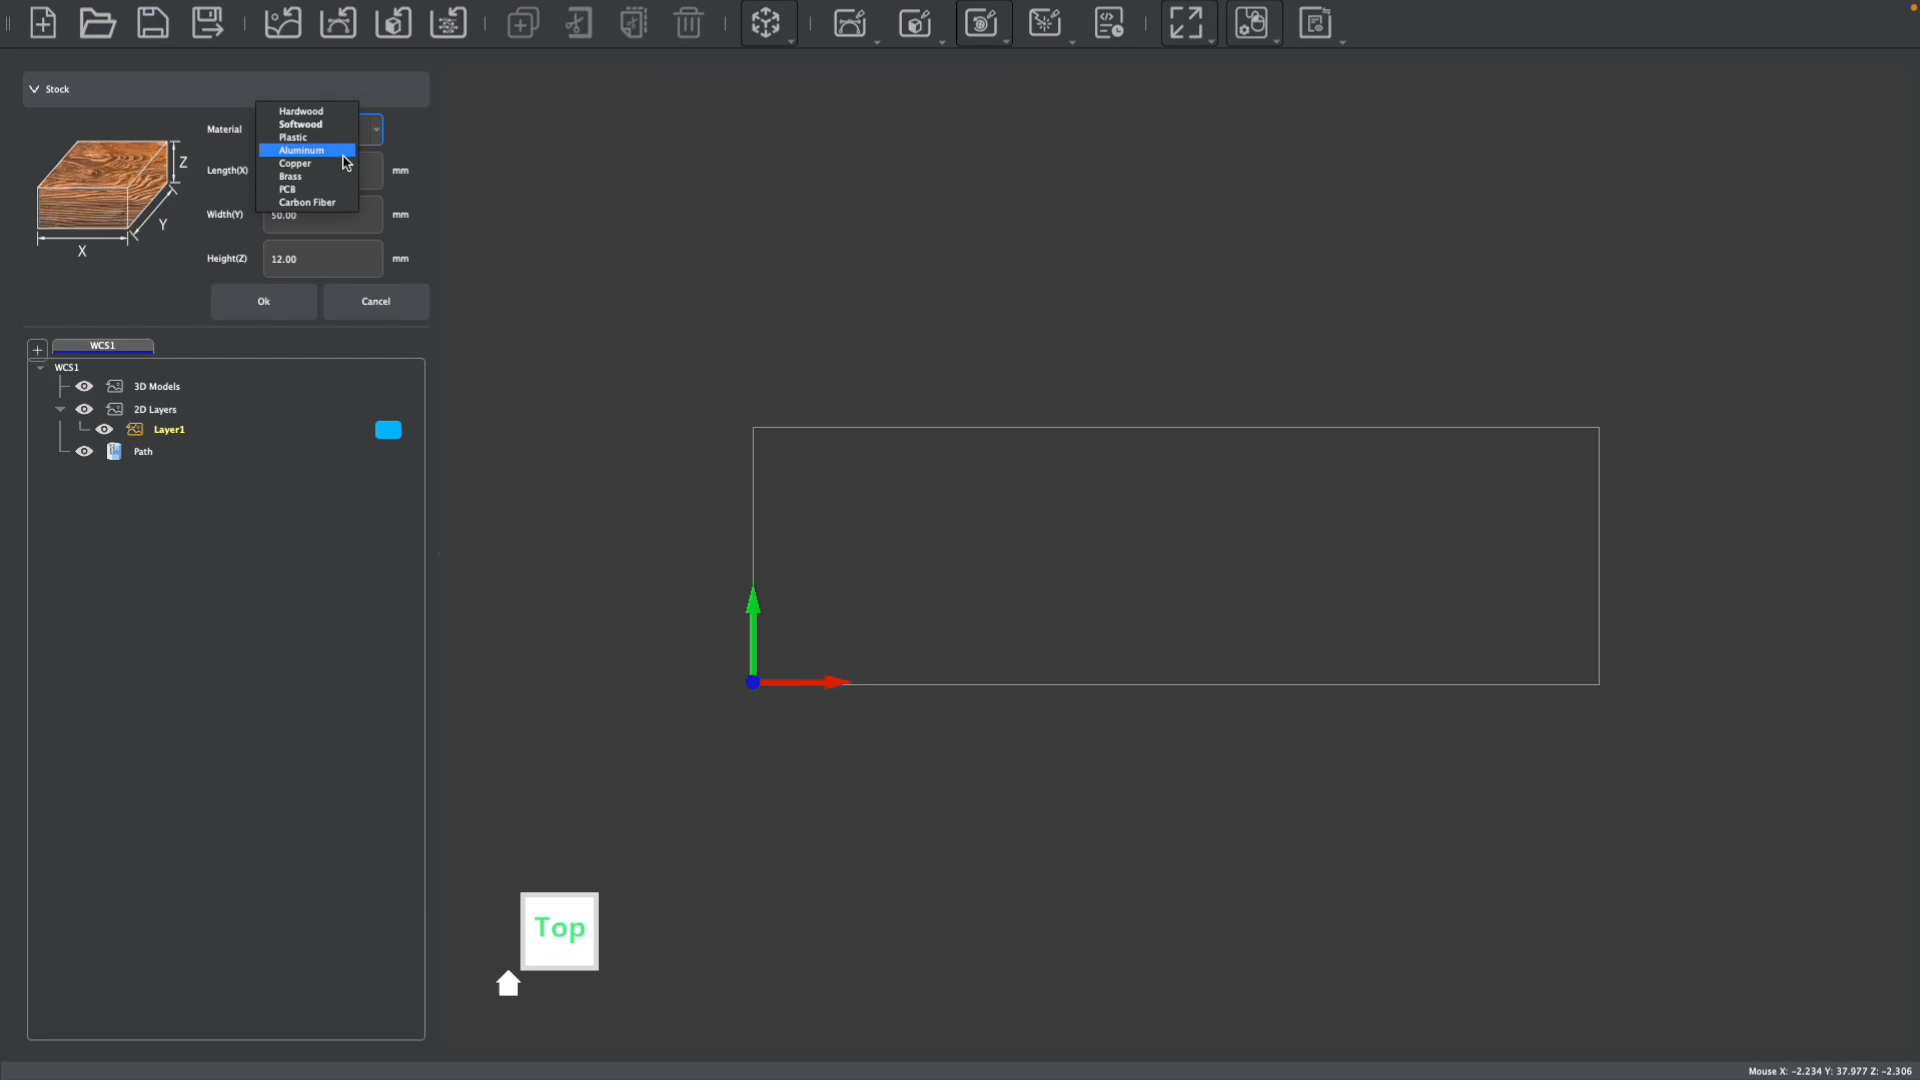 Stock
Material
Hardwood
Softwood
Plastic
Aluminum
Copper
Brass
PCB
Carbon Fiber
Length(X)
mm
Width(Y)
50.00
mm
Height(Z)
12.00
mm
Z
Y
X
Ok
Cancel
+
WCS1
WCS1
3D Models
2D Layers
Layer1
Path
Top
Mouse X: -2.234 Y: 37.977 Z: -2.306